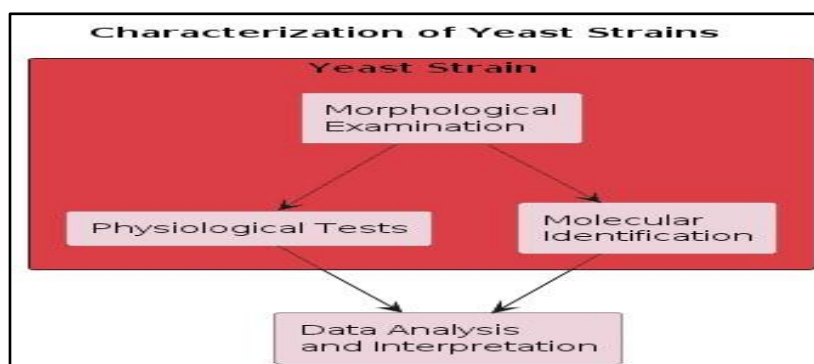 Characterization of Yeast Strains
Yeast Strain
Morphological
Examination
Physiological Tests
Molecular
Identification
Data Analysis
and Interpretation